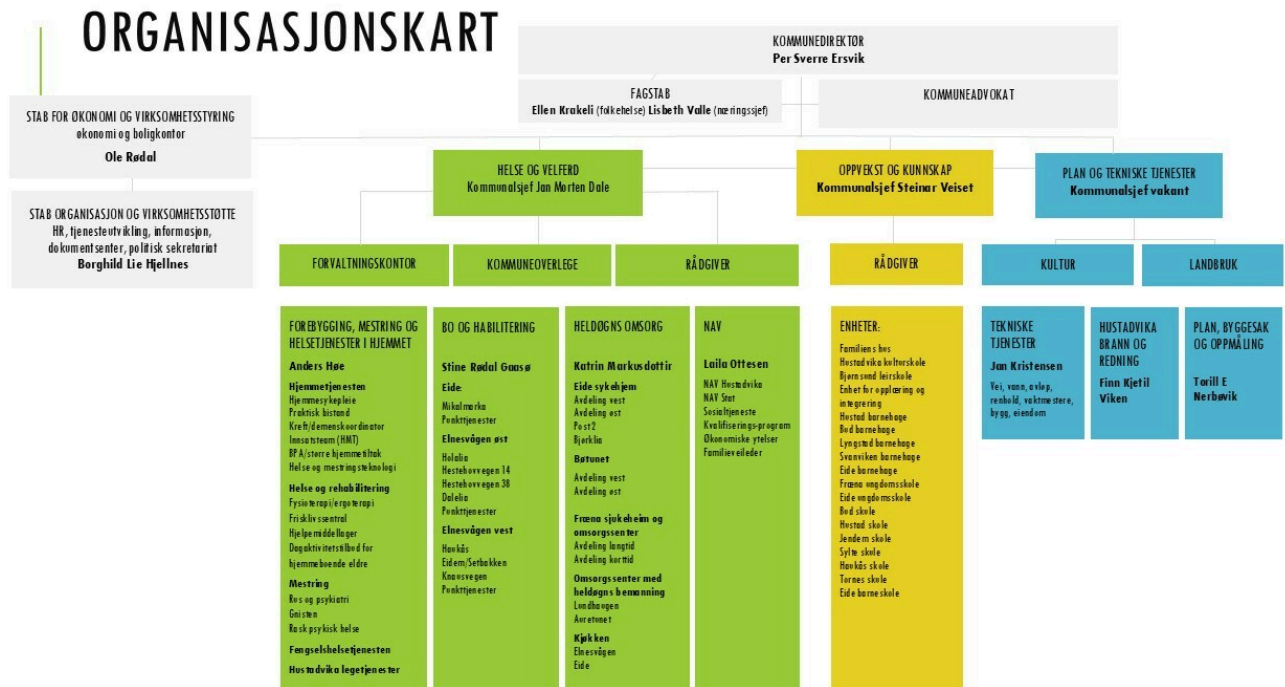 ORGANISASJONSKART
KOMMUNEDIREKTØR
Per Sverre Ersvik
FAGSTAB
Ellen Krakeli (folkehelse) Lisbeth Valle (næringssjef)
KOMMUNEADVOKAT
STAB FOR ØKONOMI OG VIRKSOMHETSSTYRING
økonomi og boligkontor
Ole Rødal
STAB ORGANISASJON OG VIRKSOMHETSSTØTTE
HR, tjenesteutvikling, informasjon,
dokumentsenter, politisk sekretariat
Borghild Lie Hjellnes
HELSE OG VELFERD
Kommunalsjef Jan Morten Dale
OPPVEKST OG KUNNSKAP
Kommunalsjef Steinar Veiset
PLAN OG TEKNISKE TJENESTER
Kommunalsjef vakant
FORVALTNINGSKONTOR
KOMMUNEOVERLEGE
RÅDGIVER
RÅDGIVER
KULTUR
LANDBRUK
FOREBYGGING, MESTRING OG
HELSETJENESTER I HJEMMET
Anders Høe
Hjemmetjenesten
Hjemmesykepleie
Praktisk bistand
Kreft/demenskoordinator
Innsatsteam (HMT)
BPA/større hjemmetiltak
Helse og mestringsteknologi
Helse og rehabilitering
Fysioterapi/ergoterapi
Frisklivssentral
Hjelpemiddellager
Dagaktivitetstilbud for
hjemmeboende eldre
Mestring
Rus og psykiatri
Gnisten
Rask psykisk helse
Fengselshelsetjenesten
Hustadvika legetjenester
BO OG HABILITERING
Stine Rødal Gaasø
Eide:
Mikalmarka
Punkttjenester
Elnesvågen øst
Holalia
Hestehovvegen 14
Hestehovvegen 38
Dalelia
Punkttjenester
Elnesvågen vest
Haukås
Eidem/Setbakken
Knausvegen
Punkttjenester
HELDØGNS OMSORG
Katrin Markusdottir
Eide sykehjem
Avdeling vest
Avdeling øst
Post2
Bjørklia
Bøtunet
Avdeling vest
Avdeling øst
Fræna sjukeheim og
omsorgssenter
Avdeling langtid
Avdeling korttid
Omsorgssenter med
heldøgns bemanning
Lundhaugen
Auretunet
Kjøkken
Elnesvågen
Eide
NAV
Laila Ottesen
NAV Hustadvika
NAV Stat
Sosialtjeneste
Kvalifiserings-program
Økonomiske ytelser
Familieveileder
ENHETER:
Familiens hus
Hustadvika kulturskole
Bjørnsund leirskole
Enhet for opplæring og
integrering
Hustad barnehage
Bud barnehage
Lyngstad barnehage
Svanviken barnehage
Eide barnehage
Fræna ungdomsskole
Eide ungdomsskole
Bud skole
Hustad skole
Jendem skole
Sylte skole
Haukås skole
Tornes skule
Eide barneskole
TEKNISKE
TJENESTER
Jan Kristensen
Vei, vann, avløp,
renhold, vaktmestere,
bygg, eiendom
HUSTADVIKA
BRANN OG
REDNING
Finn Kjetil
Viken
PLAN, BYGGESAK
OG OPPMÅLING
Torill E
Nerbøvik